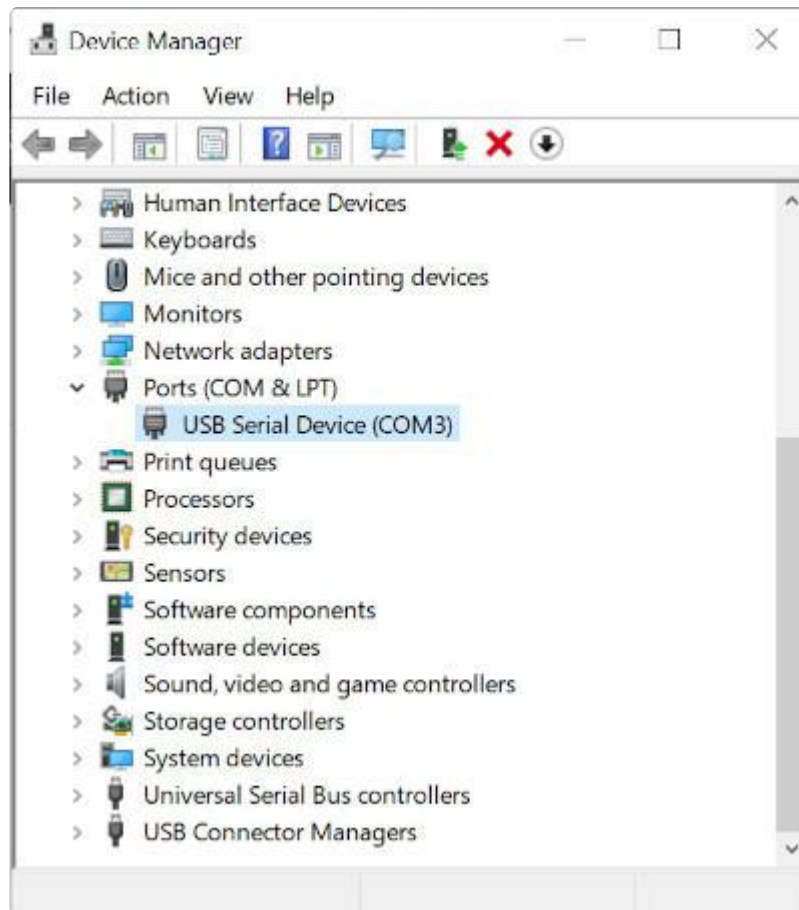 Device Manager
File Action View Help
Human Interface Devices
Keyboards
Mice and other pointing devices
Monitors
Network adapters
Ports (COM & LPT)
USB Serial Device (COM3)
Print queues
Processors
Security devices
Sensors
Software components
Software devices
Sound, video and game controllers
Storage controllers
System devices
Universal Serial Bus controllers
USB Connector Managers